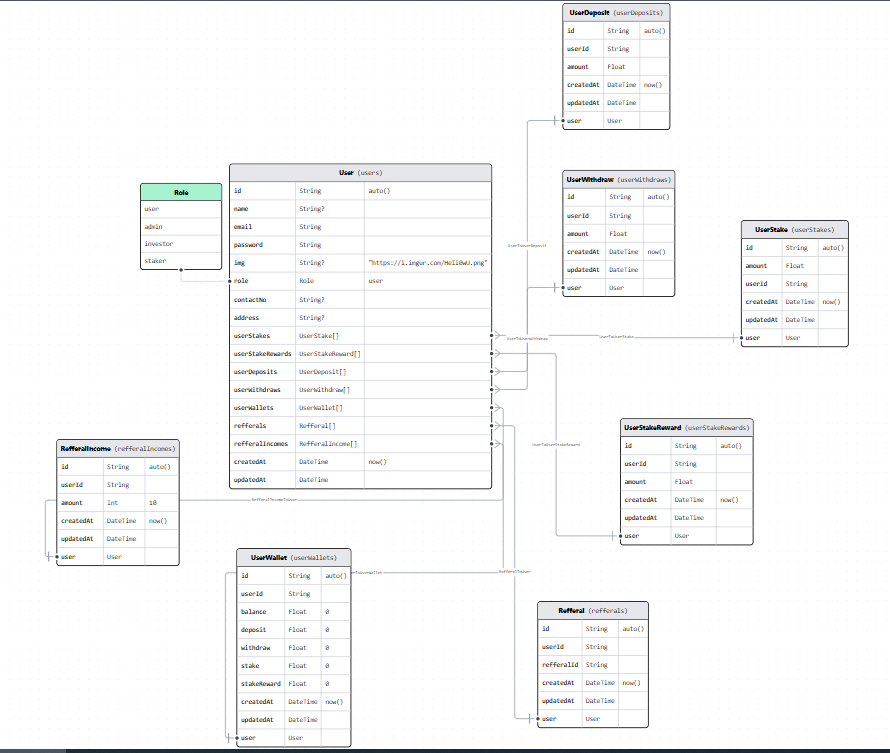 UserDeposit (userDeposits)
id String auto()
userId String
amount Float
createdAt DateTime now()
updatedAt DateTime
user User
UserWithdraw (userWithdraws)
id String auto()
userId String
amount Float
createdAt DateTime now()
updatedAt DateTime
user User
UserStake (userStakes)
id String auto()
amount Float
userId String
createdAt DateTime now()
updatedAt DateTime
user User
Role
user
admin
investor
staker
User (users)
id String auto()
name String?
email String
password String
img String? "https://i.imgur.com/HeIi0wU.png"
role Role user
contactNo String?
address String?
userStakes UserStake[]
userStakeRewards UserStakeReward[]
userDeposits UserDeposit[]
userWithdraws UserWithdraw[]
userWallets UserWallet[]
refferals Refferal[]
refferalIncomes RefferalIncome[]
createdAt DateTime now()
updatedAt DateTime
UserToUserDeposit
UserToUserWithdraw
UserToUserStake
UserToUserStakeReward
UserStakeReward (userStakeRewards)
id String auto()
userId String
amount Float
createdAt DateTime now()
updatedAt DateTime
user User
RefferalIncome (refferalIncomes)
id String auto()
userId String
amount Int 10
createdAt DateTime now()
updatedAt DateTime
user User
RefferalIncomeToUser
UserWallet (userWallets)
id String auto()
userId String
balance Float 0
deposit Float 0
withdraw Float 0
stake Float 0
stakeReward Float 0
createdAt DateTime now()
updatedAt DateTime
user User
rToUserWallet
RefferalToUser
Refferal (refferals)
id String auto()
userId String
refferalId String
createdAt DateTime now()
updatedAt DateTime
user User